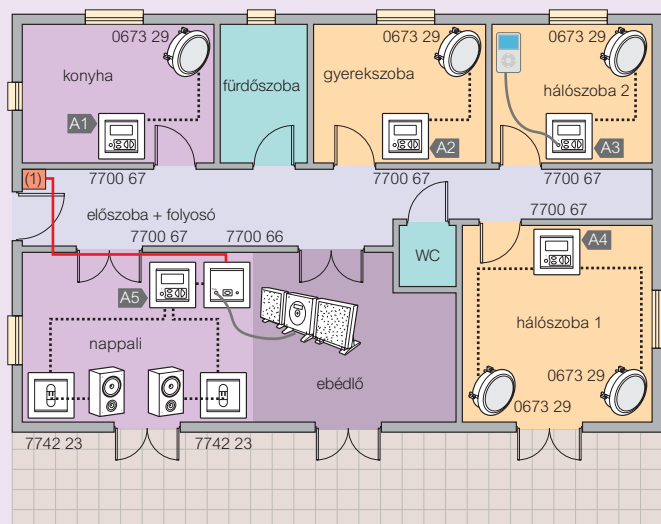 0673 29
0673 29
0673 29
konyha
fürdőszoba
gyerekszoba
hálószoba 2
A1
A2
A3
(1)
7700 67
7700 67
7700 67
előszoba + folyosó
7700 67
7700 67
7700 66
A4
WC
A5
hálószoba 1
nappali
ebédlő
0673 29
0673 29
7742 23
7742 23